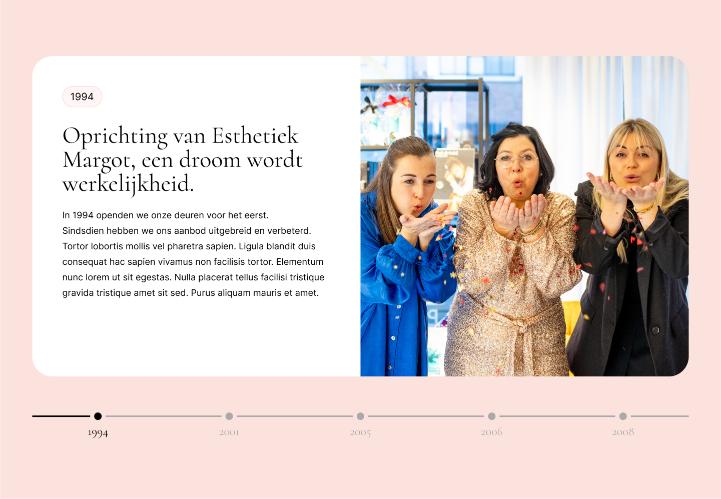 1994
Oprichting van Esthetiek
Margot, een droom wordt
werkelijkheid.
In 1994 openden we onze deuren voor het eerst.
Sindsdien hebben we ons aanbod uitgebreid en verbeterd.
Tortor lobortis mollis vel pharetra sapien. Ligula blandit duis
consequat hac sapien vivamus non facilisis tortor. Elementum
nunc lorem ut sit egestas. Nulla placerat tellus facilisi tristique
gravida tristique amet sit sed. Purus aliquam mauris et amet.
1994 2001 2005 2006 2008